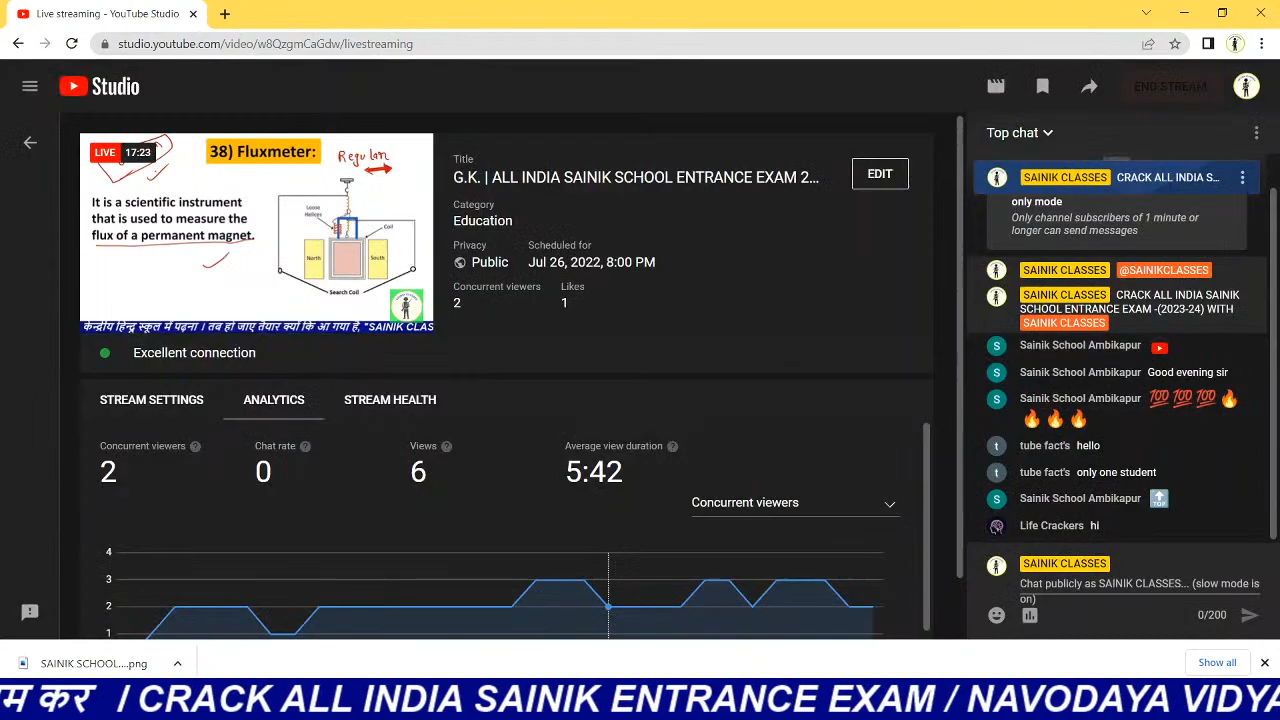 Live streaming - YouTube Studio
studio.youtube.com/video/w8QzgmCaGdw/livestreaming
Studio
END STREAM
LIVE 17:23
38) Fluxmeter:
Regular
It is a scientific instrument
that is used to measure the
flux of a permanent magnet.
Loose
Helices
Coil
North
South
Search Coil
केन्द्रीय हिन्दू स्कूल में पढ़ना । तब हो जाए तैयार क्यों कि आ गया है, "SAINIK CLAS
Title
G.K. | ALL INDIA SAINIK SCHOOL ENTRANCE EXAM 2...
EDIT
Category
Education
Privacy
Public
Scheduled for
Jul 26, 2022, 8:00 PM
Concurrent viewers
2
Likes
1
Excellent connection
STREAM SETTINGS
ANALYTICS
STREAM HEALTH
Concurrent viewers
2
Chat rate
0
Views
6
Average view duration
5:42
Concurrent viewers
4
3
2
1
Top chat
SAINIK CLASSES CRACK ALL INDIA S...
only mode
Only channel subscribers of 1 minute or
longer can send messages
SAINIK CLASSES @SAINIKCLASSES
SAINIK CLASSES CRACK ALL INDIA SAINIK
SCHOOL ENTRANCE EXAM -(2023-24) WITH
SAINIK CLASSES
Sainik School Ambikapur
Sainik School Ambikapur Good evening sir
Sainik School Ambikapur 💯💯💯🔥
🔥🔥🔥
tube fact's hello
tube fact's only one student
Sainik School Ambikapur 🔝
Life Crackers hi
SAINIK CLASSES
Chat publicly as SAINIK CLASSES... (slow mode is
on)
0/200
SAINIK SCHOOL....png
Show all
म कर / CRACK ALL INDIA SAINIK ENTRANCE EXAM / NAVODAYA VIDYA